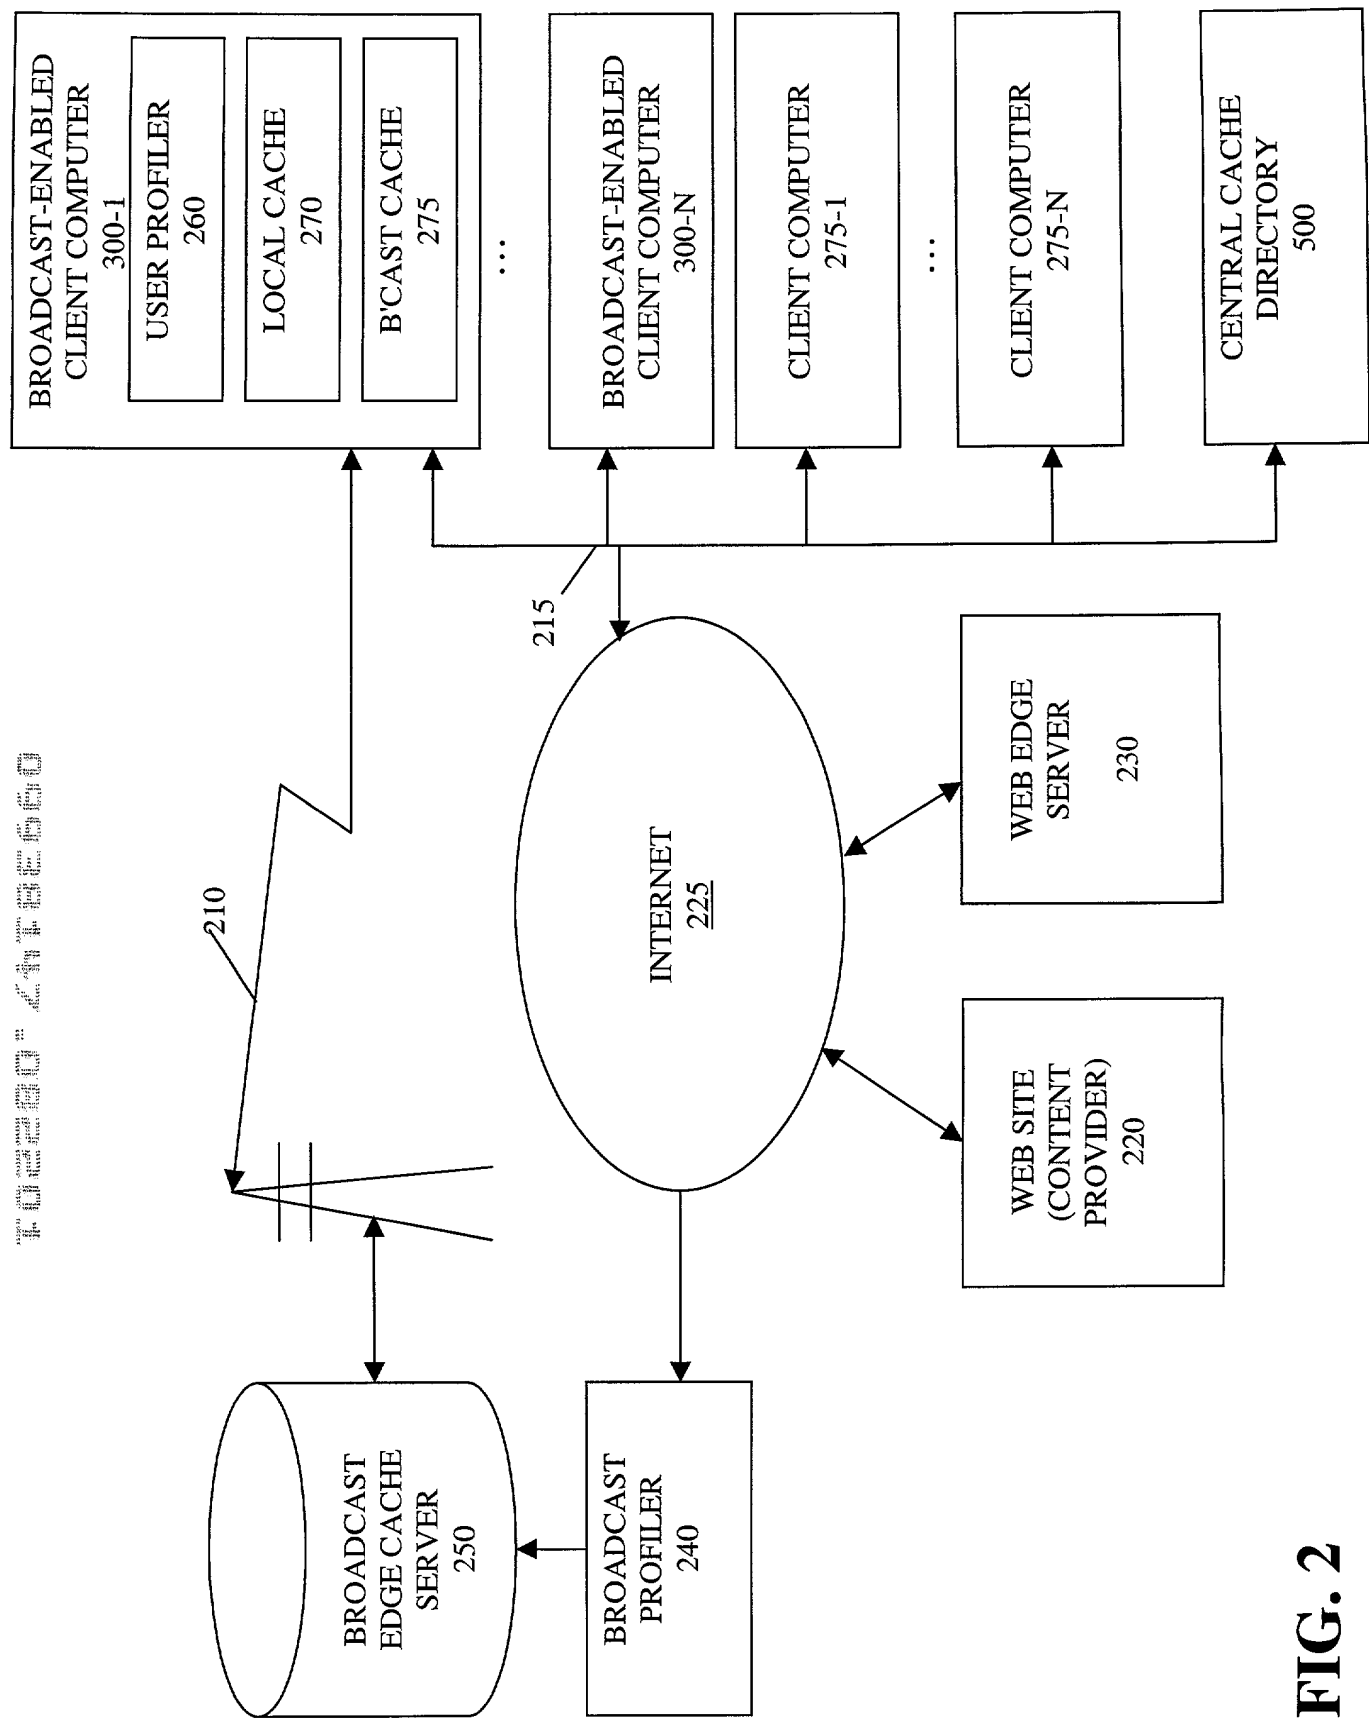 BROADCAST
EDGE CACHE
SERVER
250
BROADCAST
PROFILER
240
210
INTERNET
225
WEB SITE
(CONTENT
PROVIDER)
220
WEB EDGE
SERVER
230
215
BROADCAST-ENABLED
CLIENT COMPUTER
300-1
USER PROFILER
260
LOCAL CACHE
270
B'CAST CACHE
275
...
BROADCAST-ENABLED
CLIENT COMPUTER
300-N
CLIENT COMPUTER
275-1
...
CLIENT COMPUTER
275-N
CENTRAL CACHE
DIRECTORY
500
FIG. 2